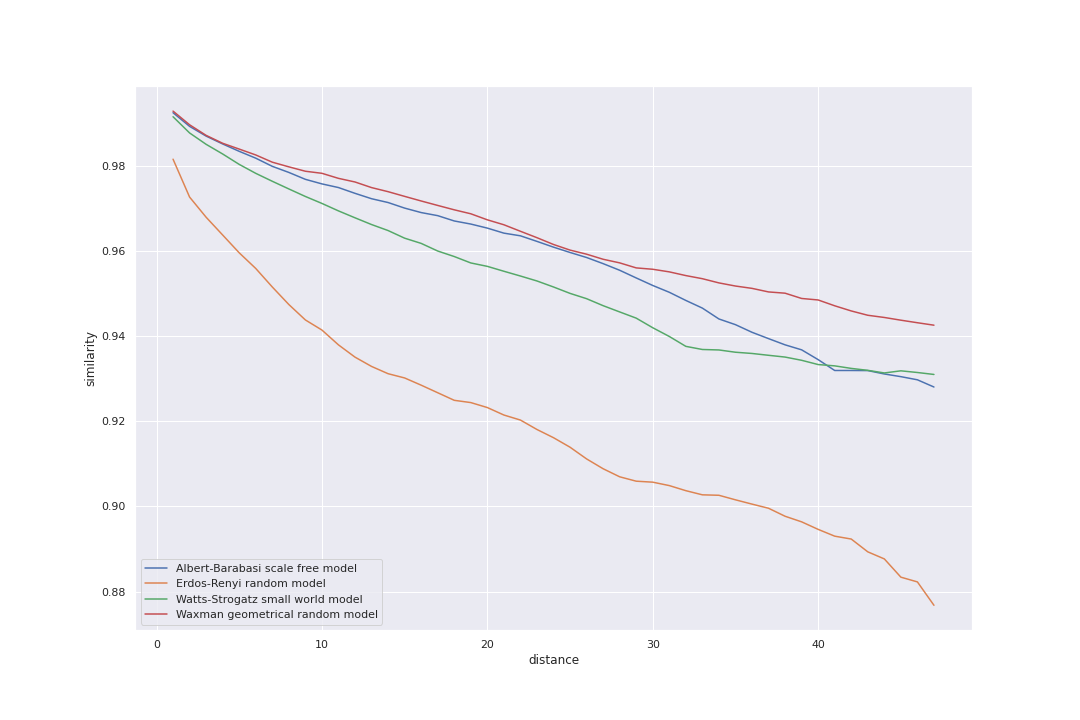 0.98
0.96
0.94
0.92
0.90
0.88
similarity
Albert-Barabasi scale free model
Erdos-Renyi random model
Watts-Strogatz small world model
Waxman geometrical random model
0 10 20 30 40
distance